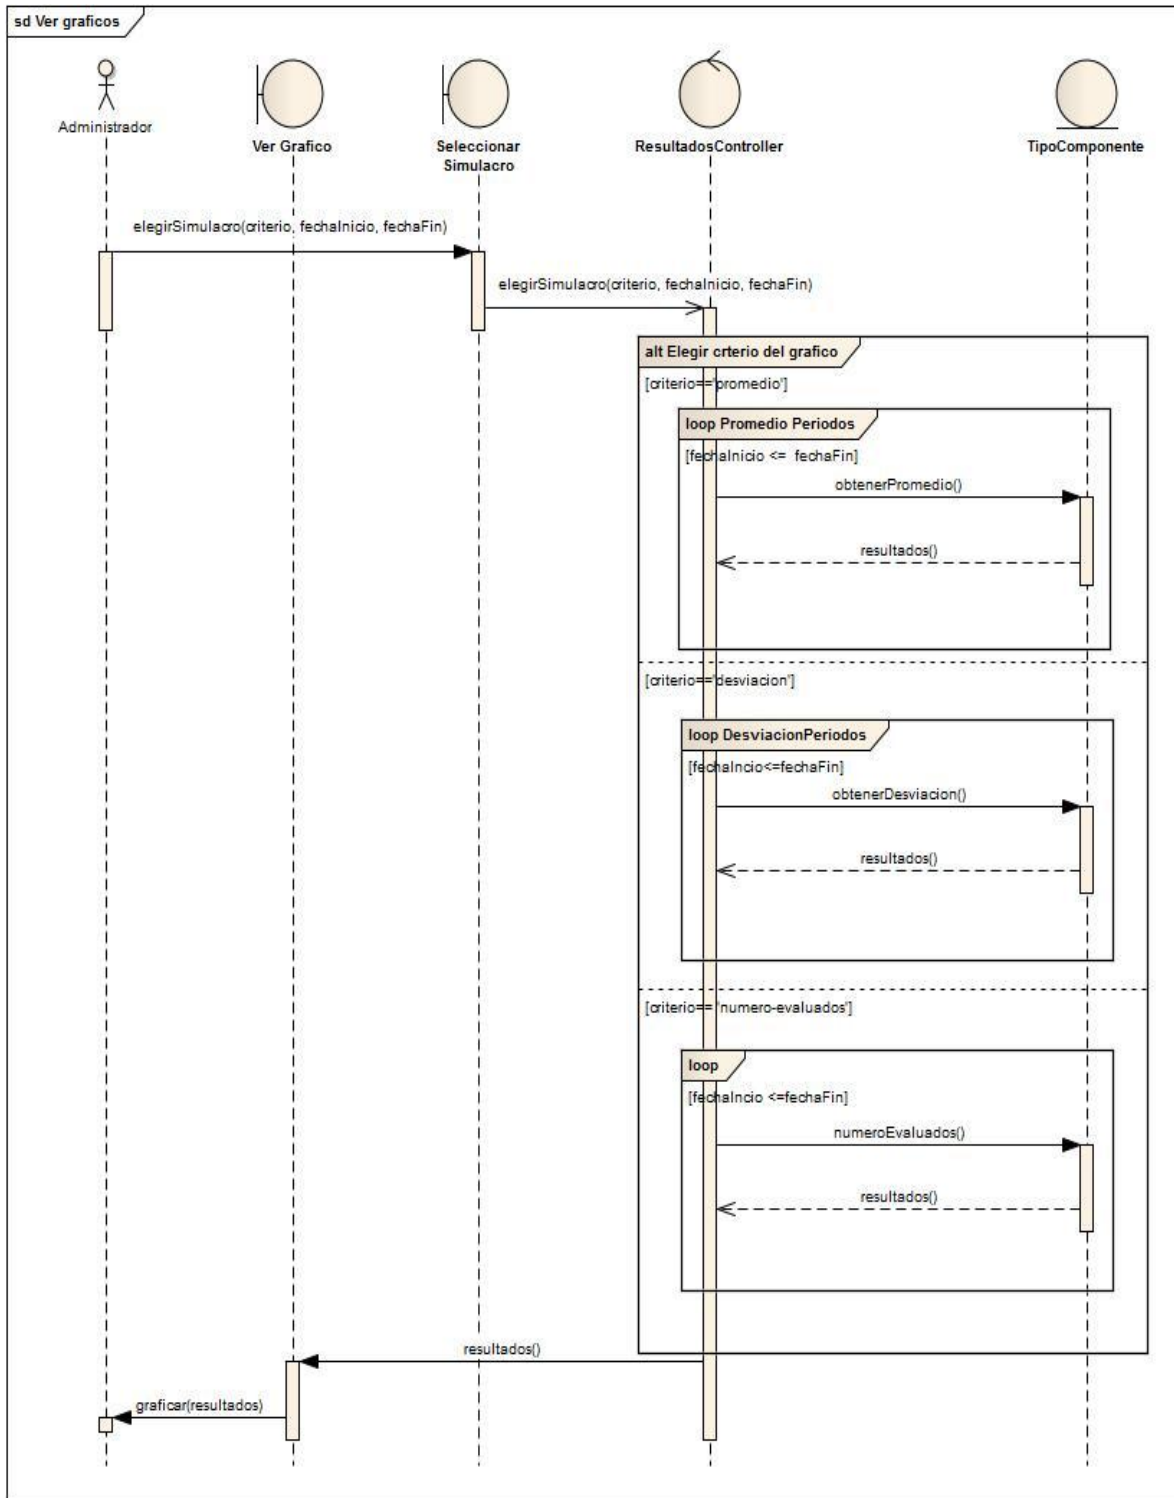 sd Ver graficos
Administrador
Ver Grafico
Seleccionar
Simulacro
ResultadosController
TipoComponente
elegirSimulacro(criterio, fechaInicio, fechaFin)
elegirSimulacro(criterio, fechaInicio, fechaFin)
alt Elegir crterio del grafico
[criterio=='promedio']
loop Promedio Periodos
[fechaInicio <= fechaFin]
obtenerPromedio()
resultados()
[criterio=='desviacion']
loop DesviacionPeriodos
[fechaIncio<=fechaFin]
obtenerDesviacion()
resultados()
[criterio== 'numero-evaluados']
loop
[fechaIncio <=fechaFin]
numeroEvaluados()
resultados()
resultados()
graficar(resultados)